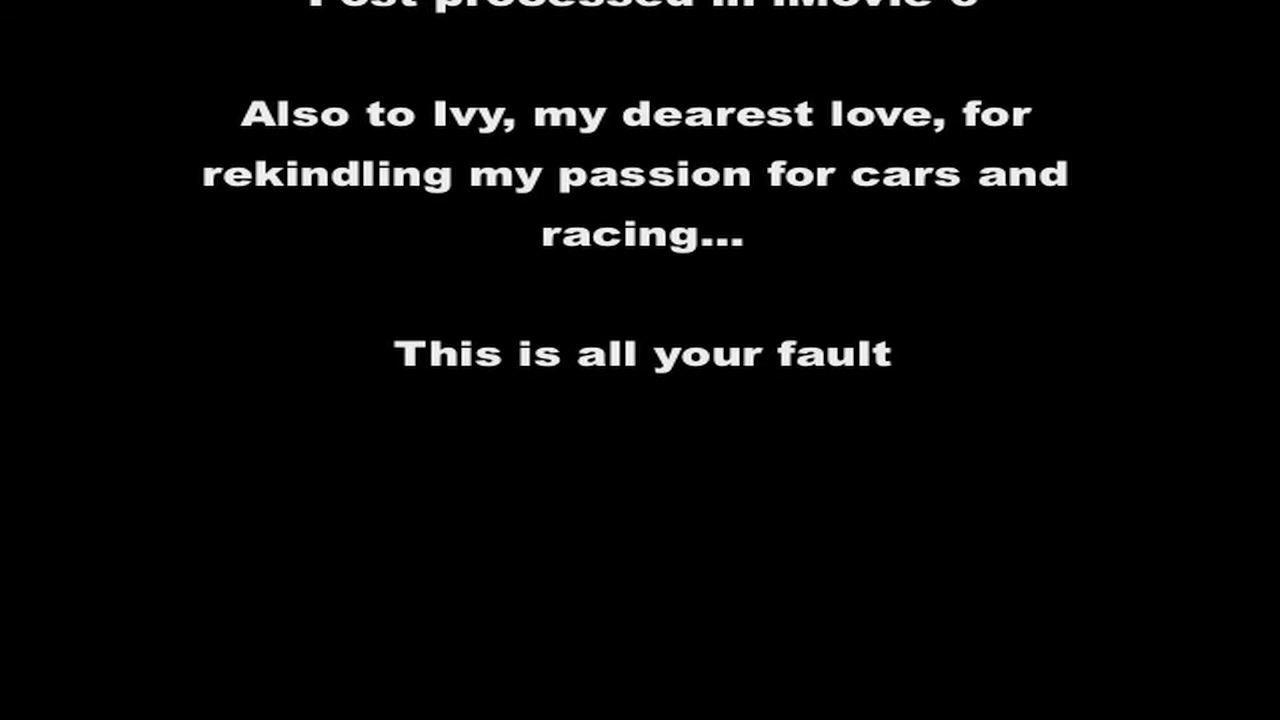 Post processed in iMovie
Also to Ivy, my dearest love, for
rekindling my passion for cars and
racing...
This is all your fault